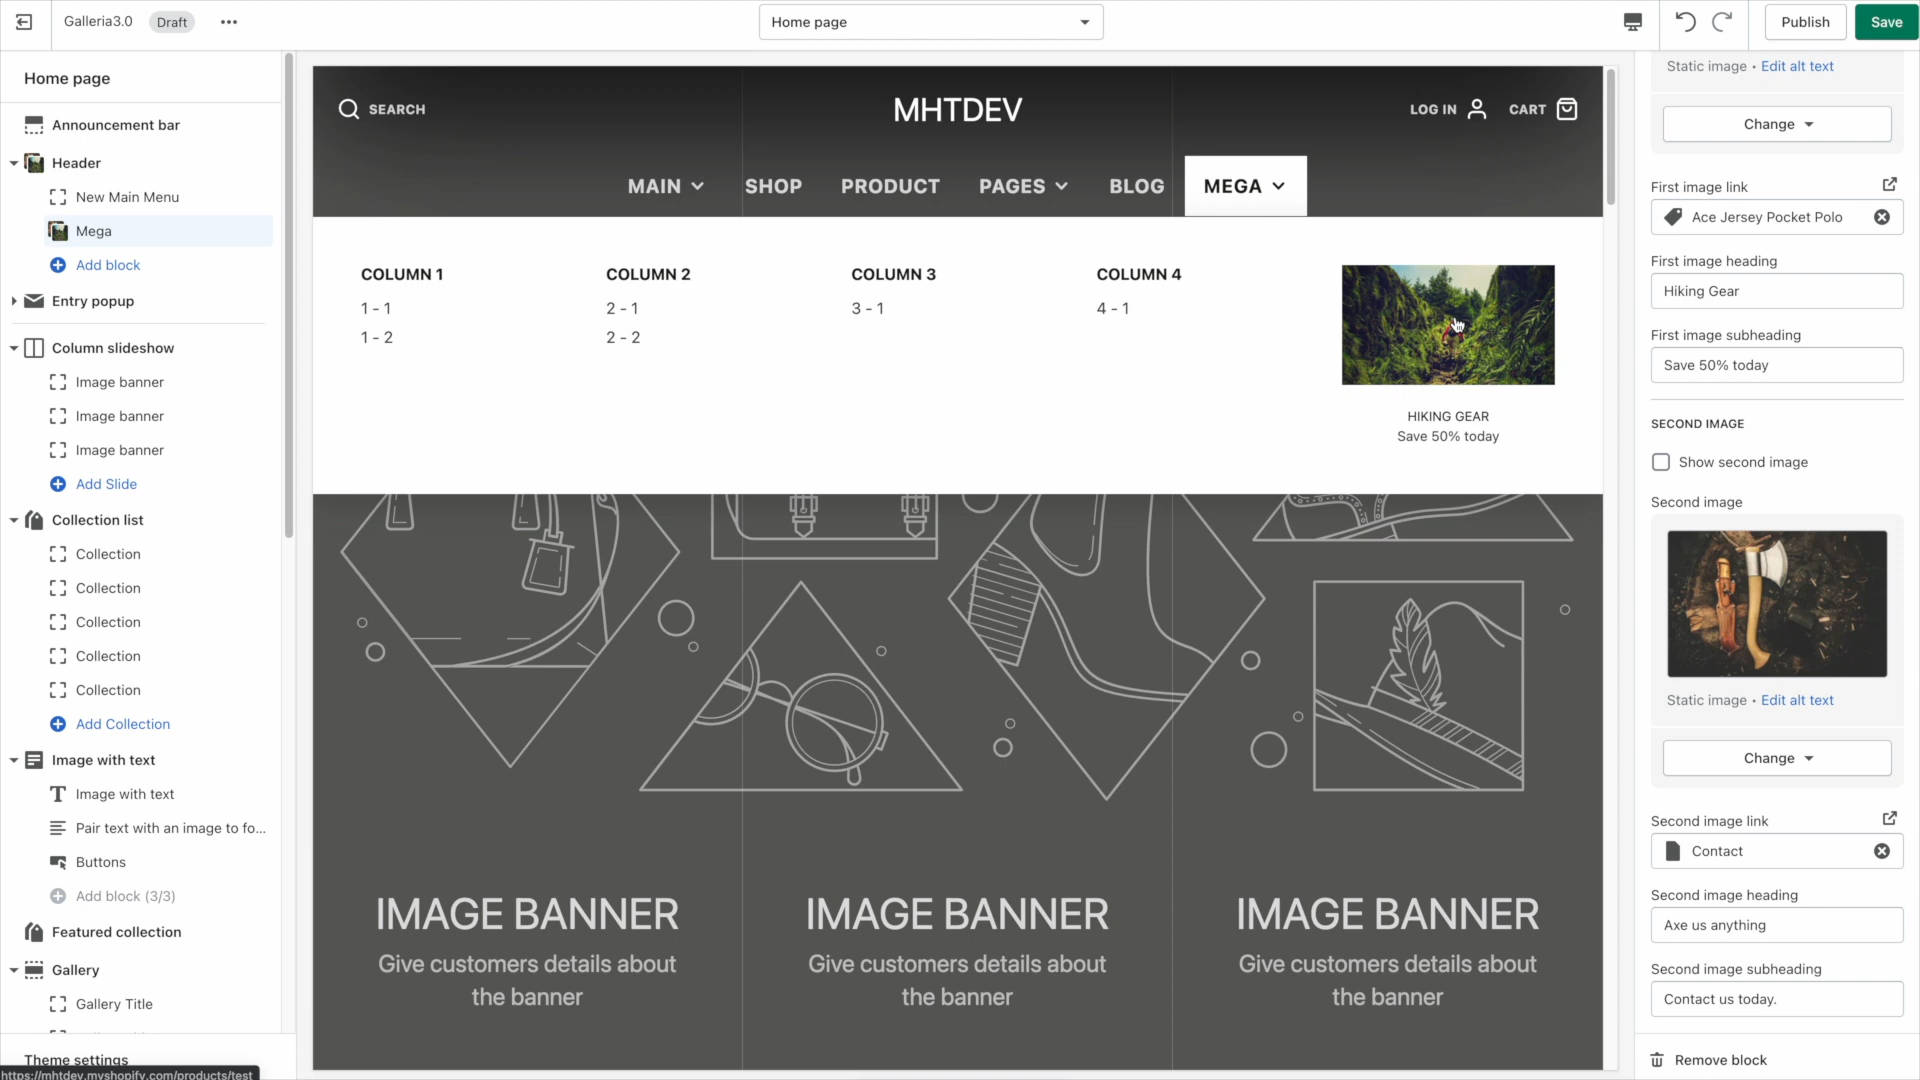 Galleria3.0
Draft
Home page
Publish
Save
Home page
Announcement bar
Header
New Main Menu
Mega
Add block
Entry popup
Column slideshow
Image banner
Image banner
Image banner
Add Slide
Collection list
Collection
Collection
Collection
Collection
Collection
Add Collection
Image with text
Image with text
Pair text with an image to fo...
Buttons
Add block (3/3)
Featured collection
Gallery
Gallery Title
Theme settings
https://mhtdev.myshopify.com/products/test
SEARCH
MHTDEV
LOG IN
CART
MAIN
SHOP
PRODUCT
PAGES
BLOG
MEGA
COLUMN 1
1 - 1
1 - 2
COLUMN 2
2 - 1
2 - 2
COLUMN 3
3 - 1
COLUMN 4
4 - 1
HIKING GEAR
Save 50% today
IMAGE BANNER
Give customers details about
the banner
IMAGE BANNER
Give customers details about
the banner
IMAGE BANNER
Give customers details about
the banner
Static image • Edit alt text
Change
First image link
Ace Jersey Pocket Polo
First image heading
Hiking Gear
First image subheading
Save 50% today
SECOND IMAGE
Show second image
Second image
Static image • Edit alt text
Change
Second image link
Contact
Second image heading
Axe us anything
Second image subheading
Contact us today.
Remove block